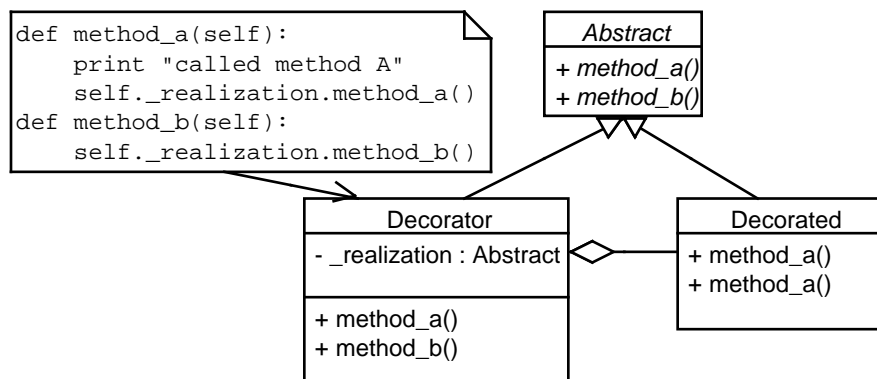 def method_a(self):
    print "called method A"
    self._realization.method_a()
def method_b(self):
    self._realization.method_b()
Abstract
+ method_a()
+ method_b()
Decorator
- _realization : Abstract
+ method_a()
+ method_b()
Decorated
+ method_a()
+ method_a()